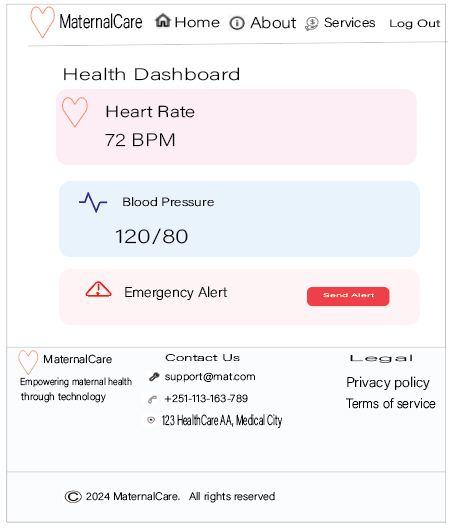 MaternalCare Home About Services Log Out
Health Dashboard
Heart Rate
72 BPM
Blood Pressure
120/80
Emergency Alert Send Alert
MaternalCare
Empowering maternal health
through technology
Contact Us
support@mat.com
+251-113-163-789
123 HealthCare AA, Medical City
Legal
Privacy policy
Terms of service
© 2024 MaternalCare. All rights reserved